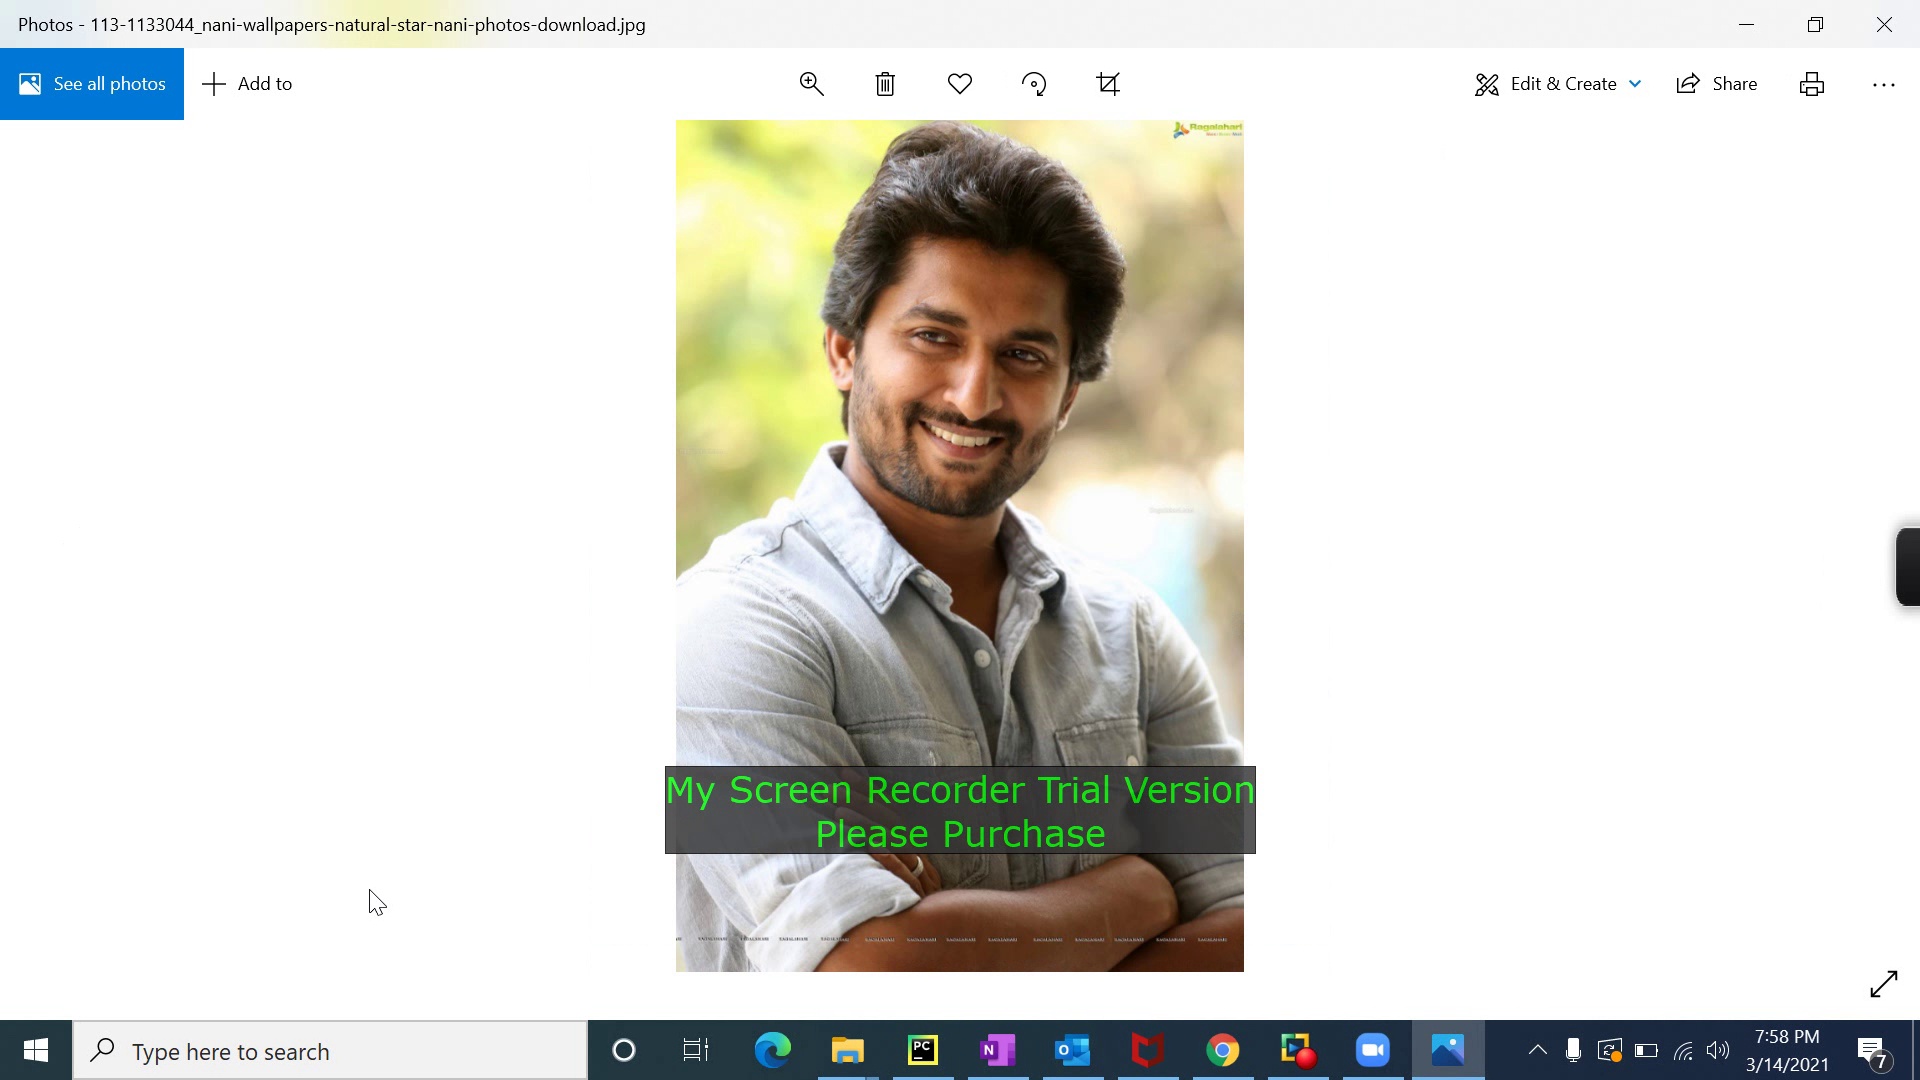 Photos - 113-1133044_nani-wallpapers-natural-star-nani-photos-download.jpg
See all photos
Add to
Edit & Create
Share
Ragalahari
My Screen Recorder Trial Version
Please Purchase
Type here to search
PC
N
O
7:58 PM
3/14/2021
7